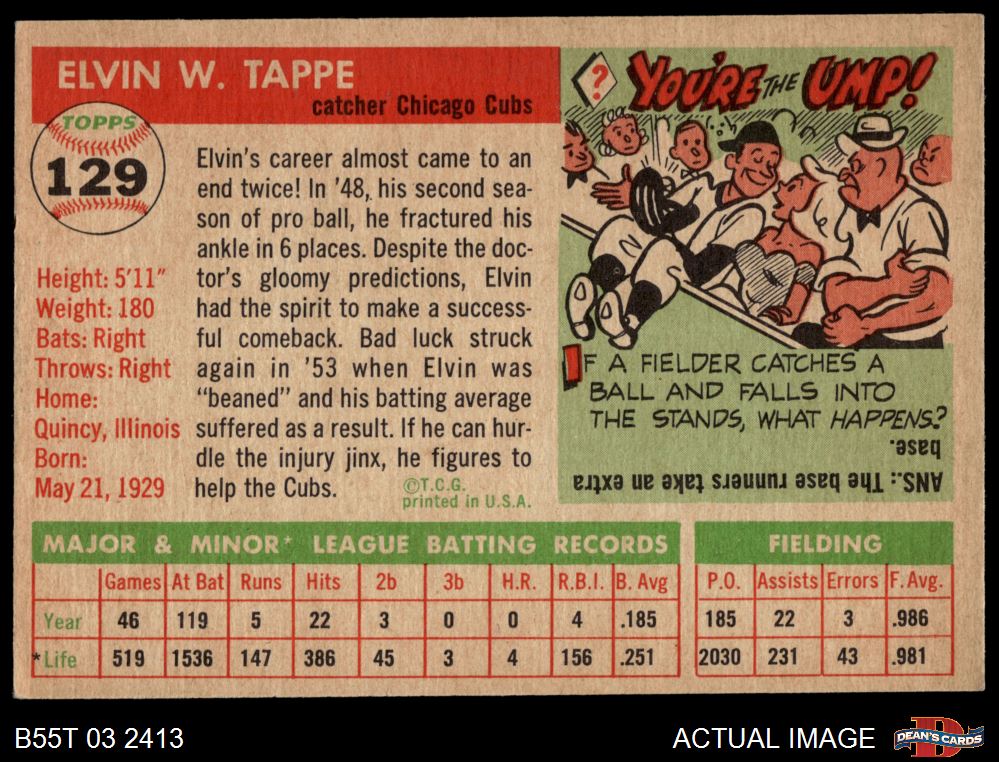 ELVIN W. TAPPE
catcher Chicago Cubs
TOPPS
129
Height: 5'11"
Weight: 180
Bats: Right
Throws: Right
Home:
Quincy, Illinois
Born:
May 21, 1929
Elvin's career almost came to an
end twice! In '48, his second sea-
son of pro ball, he fractured his
ankle in 6 places. Despite the doc-
tor's gloomy predictions, Elvin
had the spirit to make a success-
ful comeback. Bad luck struck
again in '53 when Elvin was
"beaned" and his batting average
suffered as a result. If he can hur-
dle the injury jinx, he figures to
help the Cubs.
©T.C.G.
printed in U.S.A.
?
YOU'RE THE UMP!
IF A FIELDER CATCHES A
BALL AND FALLS INTO
THE STANDS, WHAT HAPPENS?
ANS.: The base runners take an extra
base.
MAJOR & MINOR* LEAGUE BATTING RECORDS
Games At Bat Runs Hits 2b 3b H.R. R.B.I. B. Avg
Year 46 119 5 22 3 0 0 4 .185
*Life 519 1536 147 386 45 3 4 156 .251
FIELDING
P.O. Assists Errors F. Avg.
185 22 3 .986
2030 231 43 .981
B55T 03 2413
ACTUAL IMAGE
DEAN'S CARDS